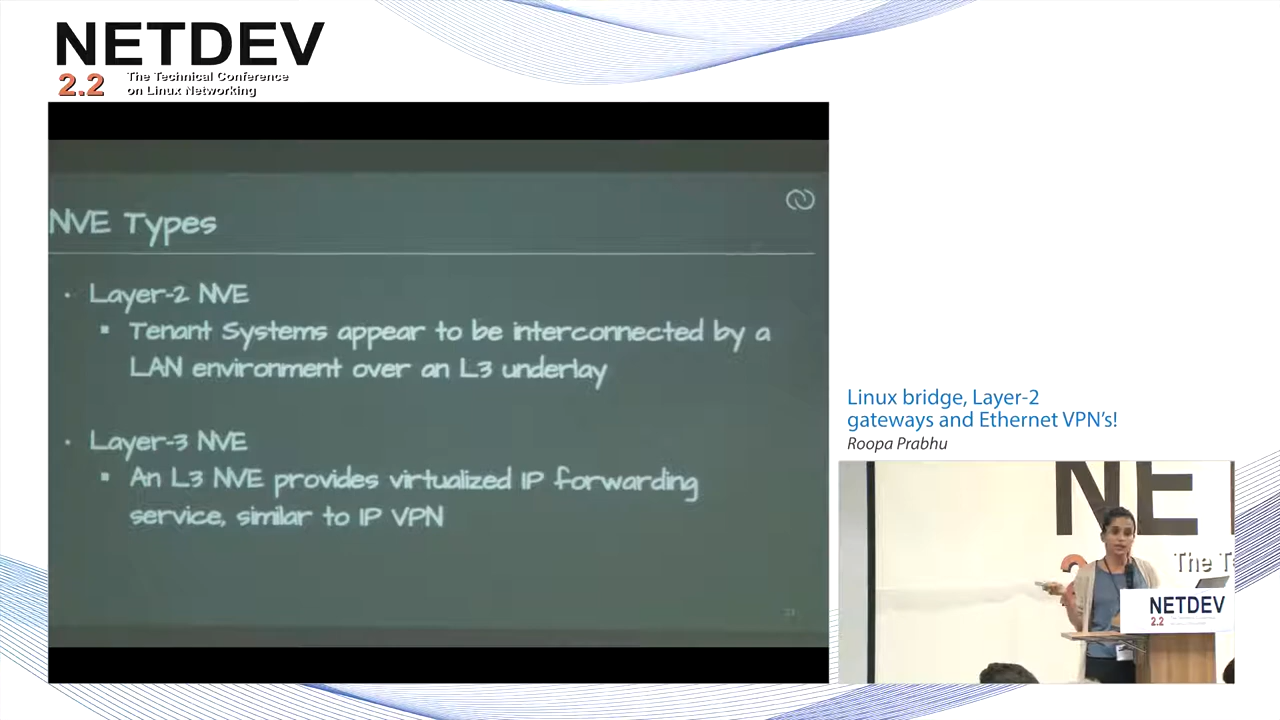 NETDEV
2.2
The Technical Conference
on Linux Networking
NVE Types
· Layer-2 NVE
▪ Tenant Systems appear to be interconnected by a
LAN environment over an L3 underlay
· Layer-3 NVE
▪ An L3 NVE provides virtualized IP forwarding
service, similar to IP VPN
Linux bridge, Layer-2
gateways and Ethernet VPN's!
Roopa Prabhu
NE
The T
NETDEV
2.2